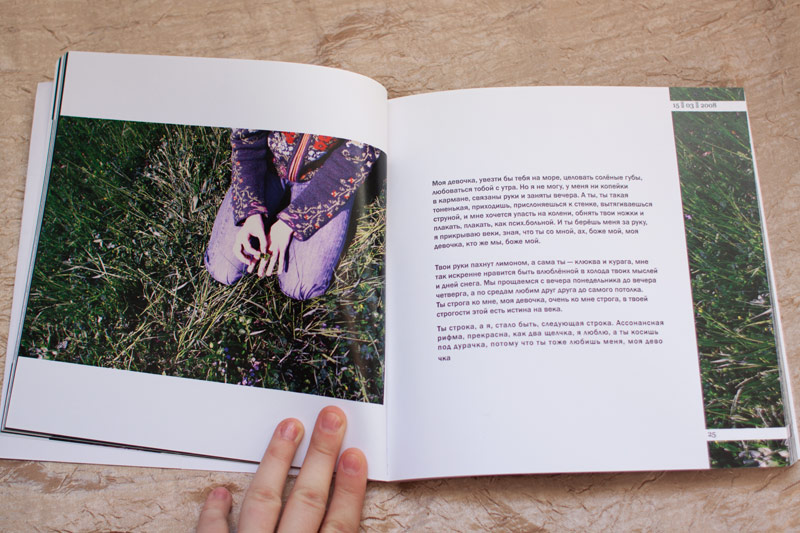 15 03 2008
Моя девочка, увезти бы тебя на море, целовать солёные губы,
любоваться тобой с утра. Но я не могу, у меня ни копейки
в кармане, связаны руки и заняты вечера. А ты, ты такая
тоненькая, приходишь, прислоняешься к стенке, вытягиваешься
струной, и мне хочется упасть на колени, обнять твои ножки и
плакать, плакать, как псих.больной. И ты берёшь меня за руку,
я прикрываю веки, зная, что ты со мной, ах, боже мой, моя
девочка, кто же мы, боже мой.
Твои руки пахнут лимоном, а сама ты — клюква и курага, мне
так искренне нравится быть влюблённой в холода твоих мыслей
и дней снега. Мы прощаемся с вечера понедельника до вечера
четверга, а по средам любим друг друга до самого потолка.
Ты строга ко мне, моя девочка, очень ко мне строга, в твоей
строгости этой есть истина на века.
Ты строка, а я, стало быть, следующая строка. Ассонансная
рифма, прекрасна, как два щелчка, я люблю, а ты косишь
под дурачка, потому что ты тоже любишь меня, моя дево
чка
25